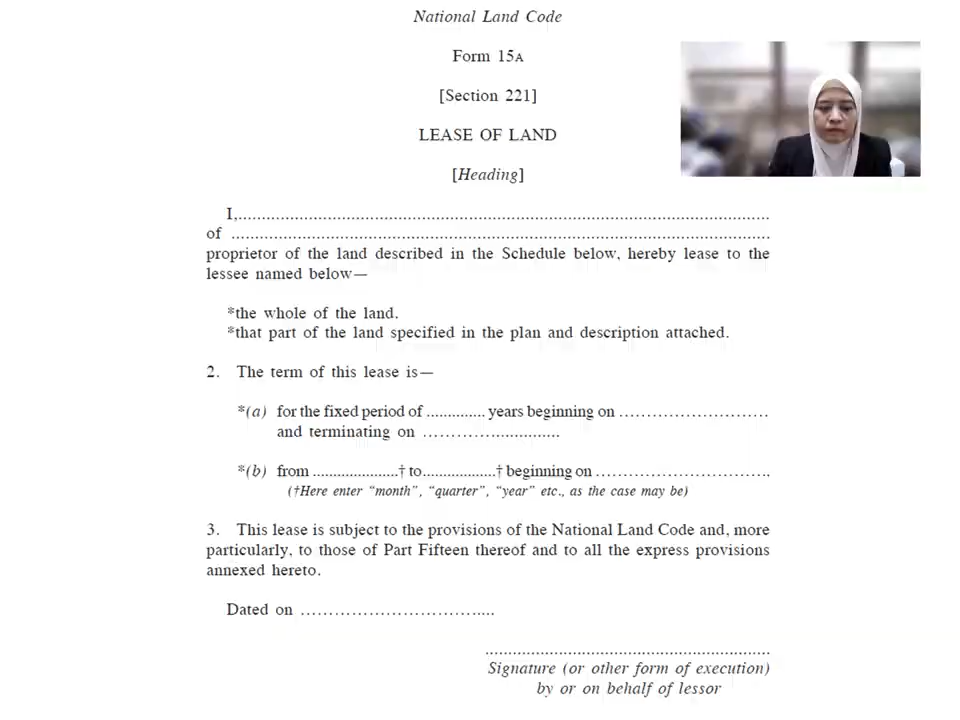 National Land Code
Form 15A
[Section 221]
LEASE OF LAND
[Heading]
I,..........................................................................................................................
of ..........................................................................................................................
proprietor of the land described in the Schedule below, hereby lease to the
lessee named below—
*the whole of the land.
*that part of the land specified in the plan and description attached.
2. The term of this lease is—
*(a) for the fixed period of .............. years beginning on ...........................
and terminating on ..............................
*(b) from .....................† to..................† beginning on ................................
(†Here enter “month”, “quarter”, “year” etc., as the case may be)
3. This lease is subject to the provisions of the National Land Code and, more
particularly, to those of Part Fifteen thereof and to all the express provisions
annexed hereto.
Dated on ......................................
................................................................
Signature (or other form of execution)
by or on behalf of lessor